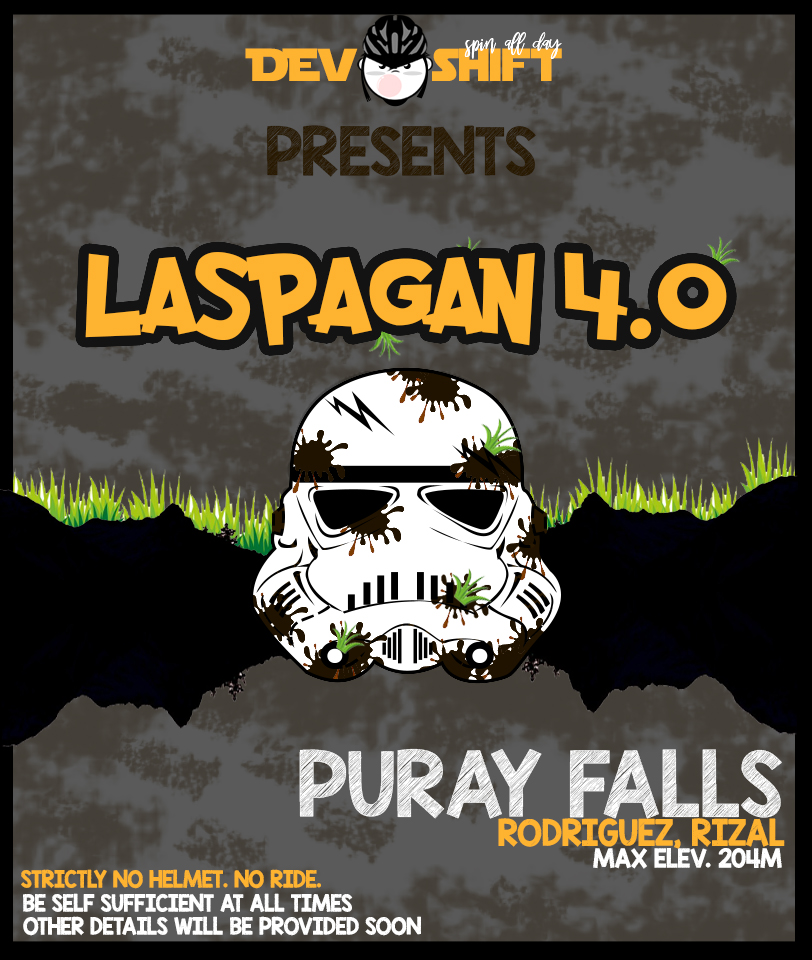 spin all day
DEV SHIFT
PRESENTS
LASPAGAN 4.0
PURAY FALLS
RODRIGUEZ, RIZAL
MAX ELEV. 204M
STRICTLY NO HELMET. NO RIDE.
BE SELF SUFFICIENT AT ALL TIMES
OTHER DETAILS WILL BE PROVIDED SOON